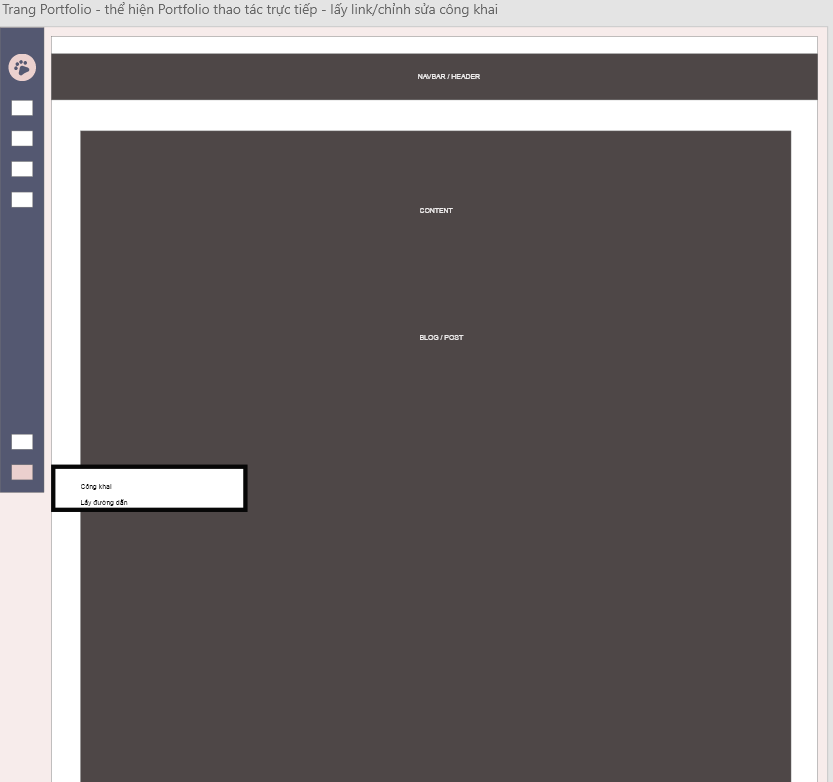 Trang Portfolio - thể hiện Portfolio thao tác trực tiếp - lấy link/chỉnh sửa công khai
NAVBAR / HEADER
CONTENT
BLOG / POST
Công khai
Lấy đường dẫn